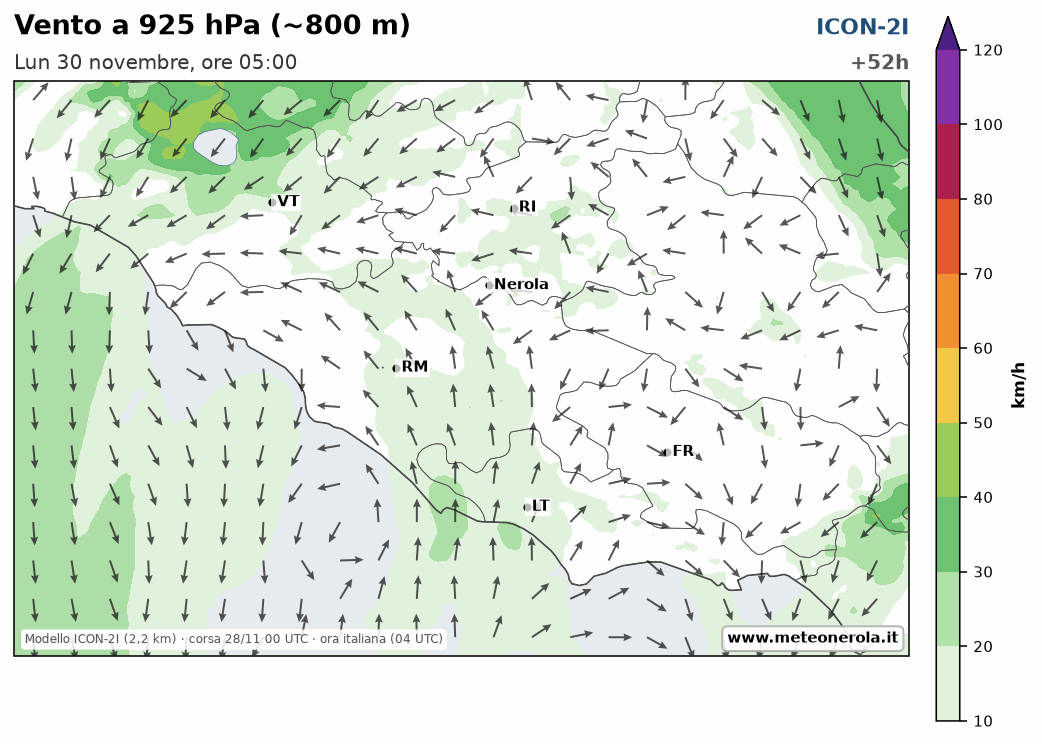 Vento a 925 hPa (~800 m)
ICON-2I
Lun 30 novembre, ore 05:00
+52h
VT
RI
Nerola
RM
FR
LT
Modello ICON-2I (2,2 km) · corsa 28/11 00 UTC · ora italiana (04 UTC)
www.meteonerola.it
120
100
80
70
60
50
40
30
20
10
km/h